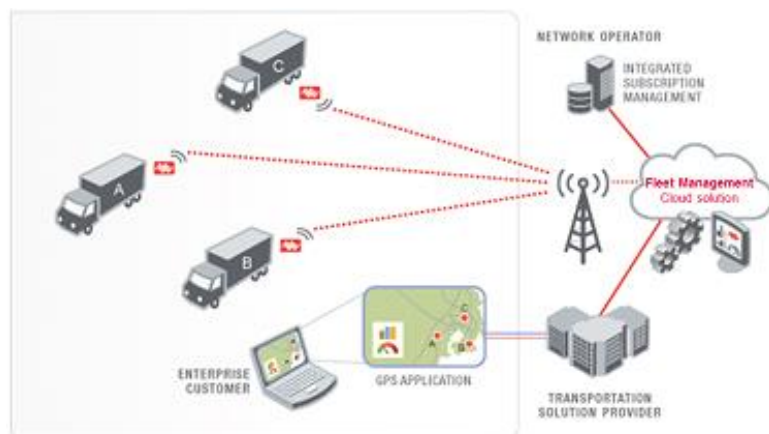 NETWORK OPERATOR
INTEGRATED
SUBSCRIPTION
MANAGEMENT
C
A
B
Fleet Management
Cloud solution
C
A
B
GPS APPLICATION
ENTERPRISE
CUSTOMER
TRANSPORTATION
SOLUTION PROVIDER